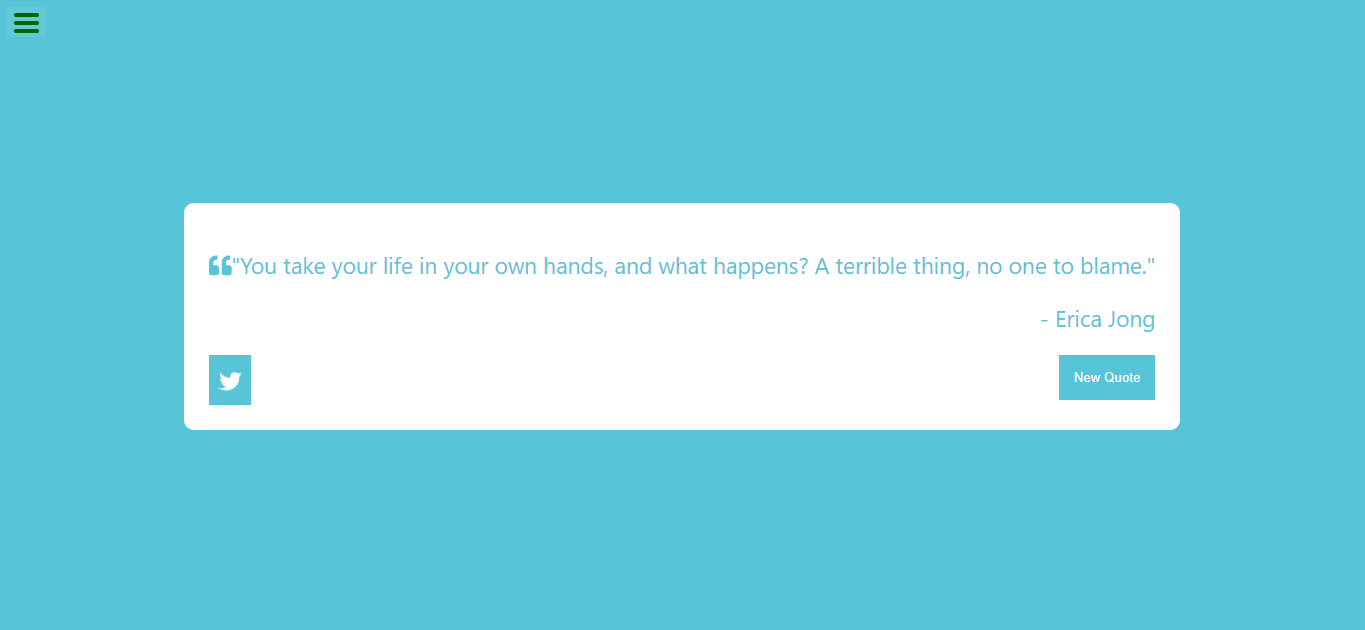 "You take your life in your own hands, and what happens? A terrible thing, no one to blame."
- Erica Jong
New Quote